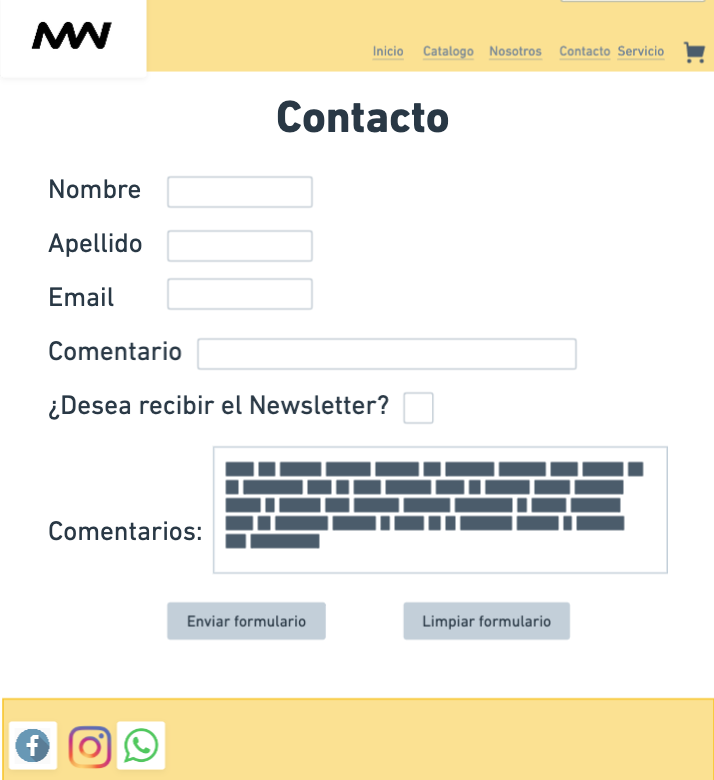 MW
Inicio Catalogo Nosotros Contacto Servicio
Contacto
Nombre
Apellido
Email
Comentario
¿Desea recibir el Newsletter?
Comentarios:
Enviar formulario Limpiar formulario